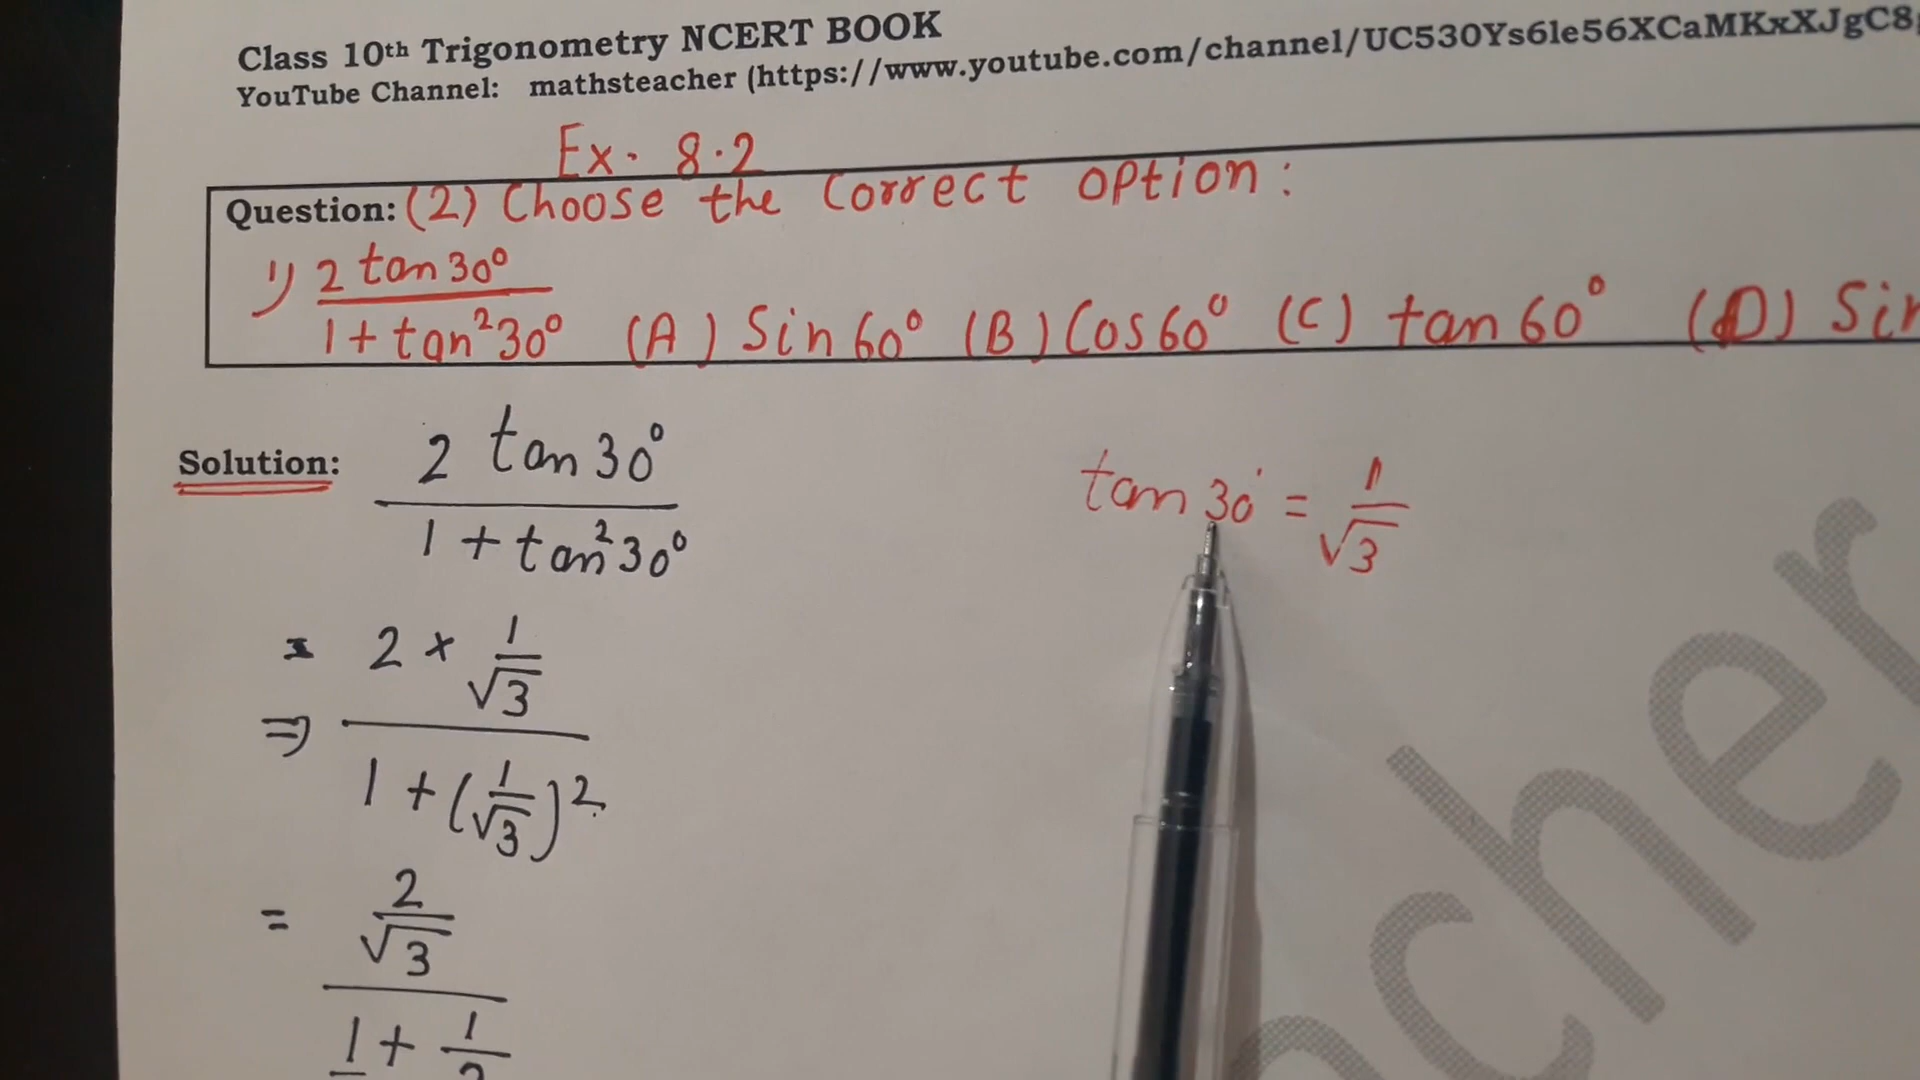 Class 10th Trigonometry NCERT BOOK
YouTube Channel: mathsteacher (https://www.youtube.com/channel/UC530Ys6le56XCaMKxXJgC8
Ex. 8.2
Question: (2) Choose the correct option:
1) 2 tan 30° / 1 + tan²30° (A) Sin 60° (B) Cos 60° (C) tan 60° (D) Sin
Solution: 2 tan 30° / 1 + tan²30°
tan 30° = 1/√3
= ⇒ 2 × 1/√3 / 1 + (1/√3)²
= 2/√3 / 1 + 1/
cher